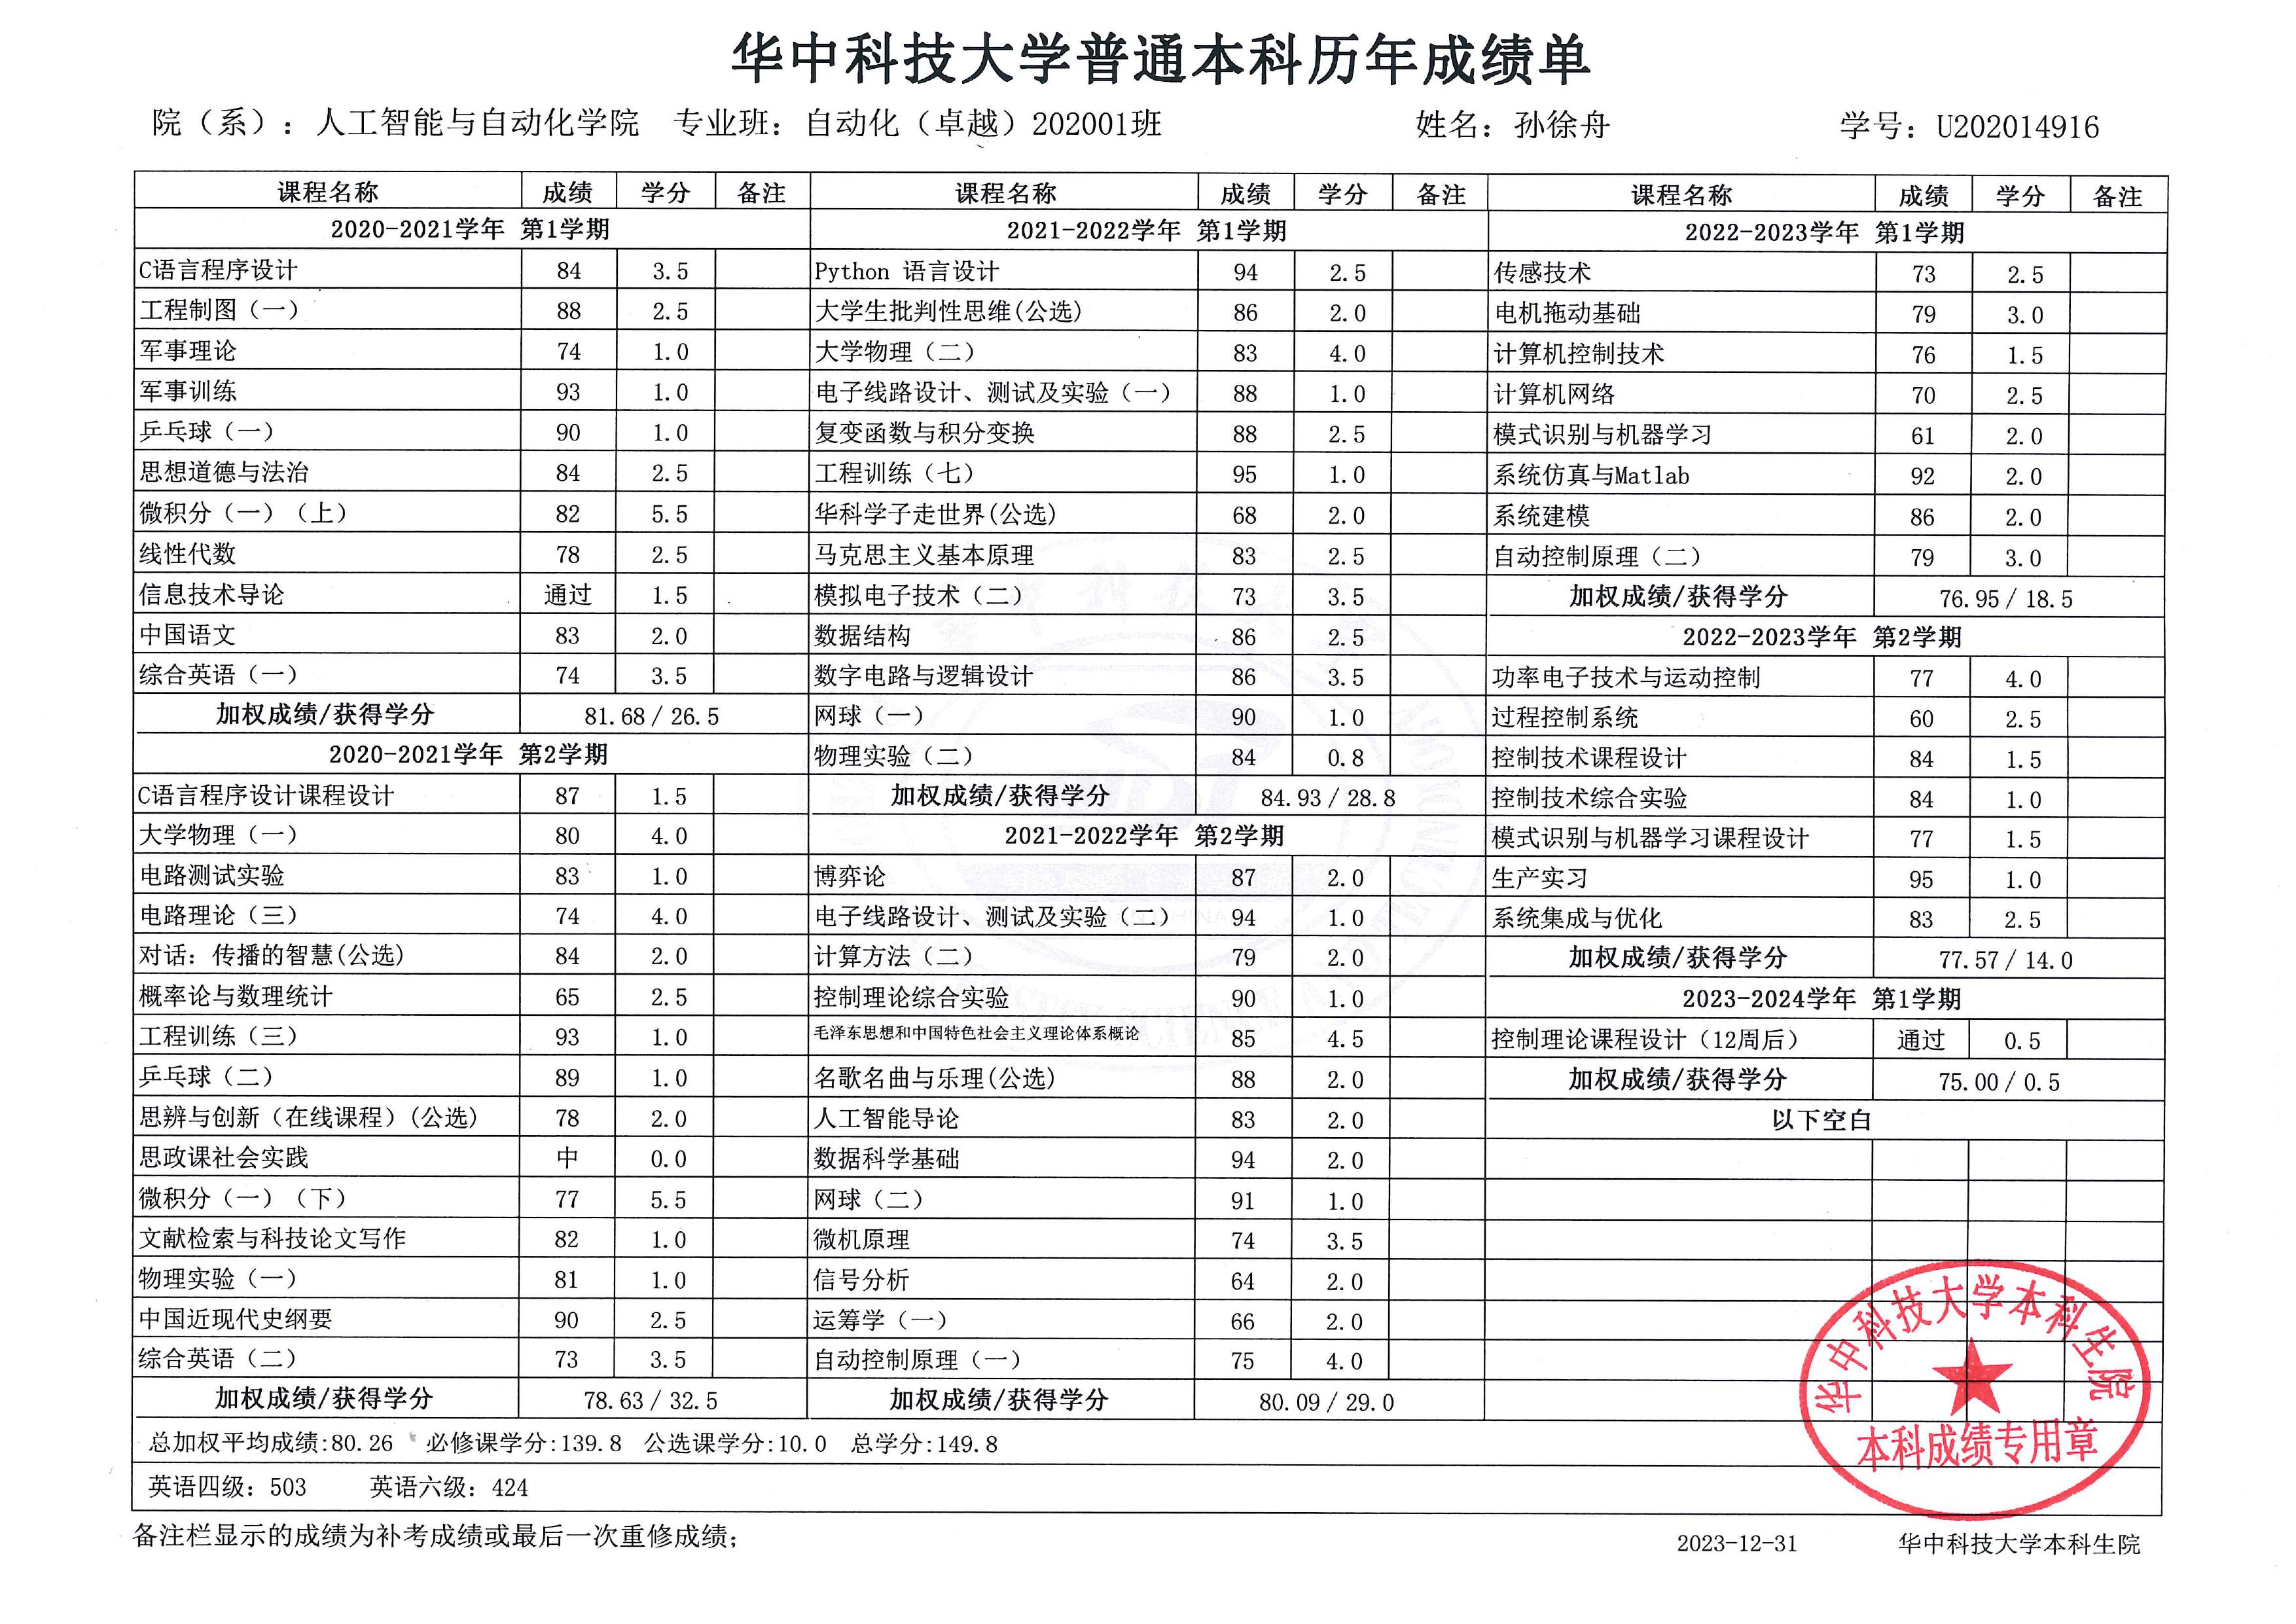 华中科技大学普通本科历年成绩单
院（系）: 人工智能与自动化学院 专业班: 自动化（卓越）202001班 姓名: 孙徐舟 学号: U202014916
课程名称 成绩 学分 备注
2020-2021学年 第1学期
C语言程序设计 84 3.5
工程制图（一） 88 2.5
军事理论 74 1.0
军事训练 93 1.0
乒乓球（一） 90 1.0
思想道德与法治 84 2.5
微积分（一）（上） 82 5.5
线性代数 78 2.5
信息技术导论 通过 1.5
中国语文 83 2.0
综合英语（一） 74 3.5
加权成绩/获得学分 81.68 / 26.5
2020-2021学年 第2学期
C语言程序设计课程设计 87 1.5
大学物理（一） 80 4.0
电路测试实验 83 1.0
电路理论（三） 74 4.0
对话: 传播的智慧(公选) 84 2.0
概率论与数理统计 65 2.5
工程训练（三） 93 1.0
乒乓球（二） 89 1.0
思辨与创新（在线课程）(公选) 78 2.0
思政课社会实践 中 0.0
微积分（一）（下） 77 5.5
文献检索与科技论文写作 82 1.0
物理实验（一） 81 1.0
中国近现代史纲要 90 2.5
综合英语（二） 73 3.5
加权成绩/获得学分 78.63 / 32.5
课程名称 成绩 学分 备注
2021-2022学年 第1学期
Python 语言设计 94 2.5
大学生批判性思维(公选) 86 2.0
大学物理（二） 83 4.0
电子线路设计、测试及实验（一） 88 1.0
复变函数与积分变换 88 2.5
工程训练（七） 95 1.0
华科学子走世界(公选) 68 2.0
马克思主义基本原理 83 2.5
模拟电子技术（二） 73 3.5
数据结构 86 2.5
数字电路与逻辑设计 86 3.5
网球（一） 90 1.0
物理实验（二） 84 0.8
加权成绩/获得学分 84.93 / 28.8
2021-2022学年 第2学期
博弈论 87 2.0
电子线路设计、测试及实验（二） 94 1.0
计算方法（二） 79 2.0
控制理论综合实验 90 1.0
毛泽东思想和中国特色社会主义理论体系概论 85 4.5
名歌名曲与乐理(公选) 88 2.0
人工智能导论 83 2.0
数据科学基础 94 2.0
网球（二） 91 1.0
微机原理 74 3.5
信号分析 64 2.0
运筹学（一） 66 2.0
自动控制原理（一） 75 4.0
加权成绩/获得学分 80.09 / 29.0
课程名称 成绩 学分 备注
2022-2023学年 第1学期
传感技术 73 2.5
电机拖动基础 79 3.0
计算机控制技术 76 1.5
计算机网络 70 2.5
模式识别与机器学习 61 2.0
系统仿真与Matlab 92 2.0
系统建模 86 2.0
自动控制原理（二） 79 3.0
加权成绩/获得学分 76.95 / 18.5
2022-2023学年 第2学期
功率电子技术与运动控制 77 4.0
过程控制系统 60 2.5
控制技术课程设计 84 1.5
控制技术综合实验 84 1.0
模式识别与机器学习课程设计 77 1.5
生产实习 95 1.0
系统集成与优化 83 2.5
加权成绩/获得学分 77.57 / 14.0
2023-2024学年 第1学期
控制理论课程设计（12周后） 通过 0.5
加权成绩/获得学分 75.00 / 0.5
以下空白
总加权平均成绩:80.26 必修课学分:139.8 公选课学分:10.0 总学分:149.8
英语四级: 503 英语六级: 424
华中科技大学本科生院
本科成绩专用章
备注栏显示的成绩为补考成绩或最后一次重修成绩;
2023-12-31 华中科技大学本科生院